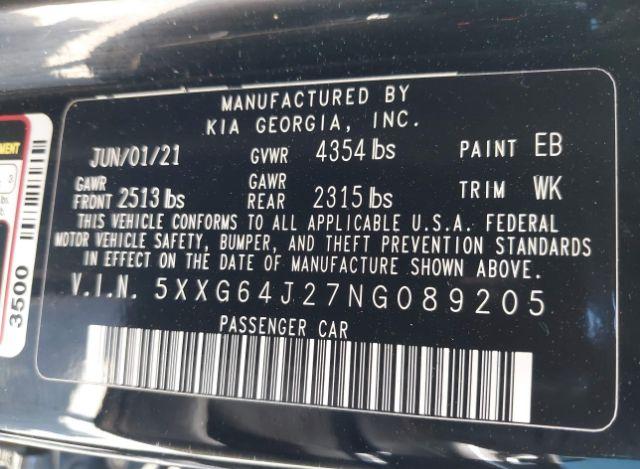 MANUFACTURED BY
KIA GEORGIA, INC.
JUN/01/21 GVWR 4354 lbs PAINT EB
GAWR FRONT 2513 lbs GAWR REAR 2315 lbs TRIM WK
THIS VEHICLE CONFORMS TO ALL APPLICABLE U.S.A. FEDERAL
MOTOR VEHICLE SAFETY, BUMPER, AND THEFT PREVENTION STANDARDS
IN EFFECT ON THE DATE OF MANUFACTURE SHOWN ABOVE.
V.I.N. 5XXG64J27NG089205
PASSENGER CAR
3500